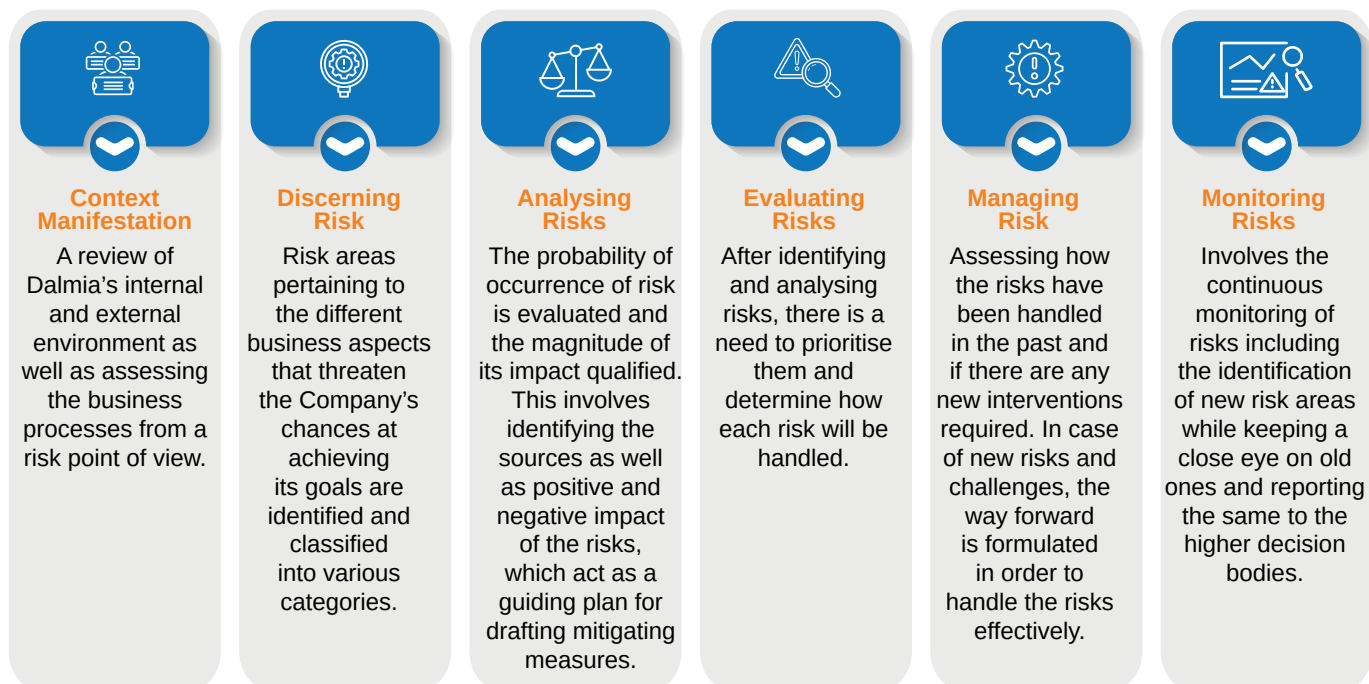 Context
Manifestation
A review of
Dalmia’s internal
and external
environment as
well as assessing
the business
processes from a
risk point of view.
Discerning
Risk
Risk areas
pertaining to
the different
business aspects
that threaten
the Company’s
chances at
achieving
its goals are
identified and
classified
into various
categories.
Analysing
Risks
The probability of
occurrence of risk
is evaluated and
the magnitude of
its impact qualified.
This involves
identifying the
sources as well
as positive and
negative impact
of the risks,
which act as a
guiding plan for
drafting mitigating
measures.
Evaluating
Risks
After identifying
and analysing
risks, there is a
need to prioritise
them and
determine how
each risk will be
handled.
Managing
Risk
Assessing how
the risks have
been handled
in the past and
if there are any
new interventions
required. In case
of new risks and
challenges, the
way forward
is formulated
in order to
handle the risks
effectively.
Monitoring
Risks
Involves the
continuous
monitoring of
risks including
the identification
of new risk areas
while keeping a
close eye on old
ones and reporting
the same to the
higher decision
bodies.